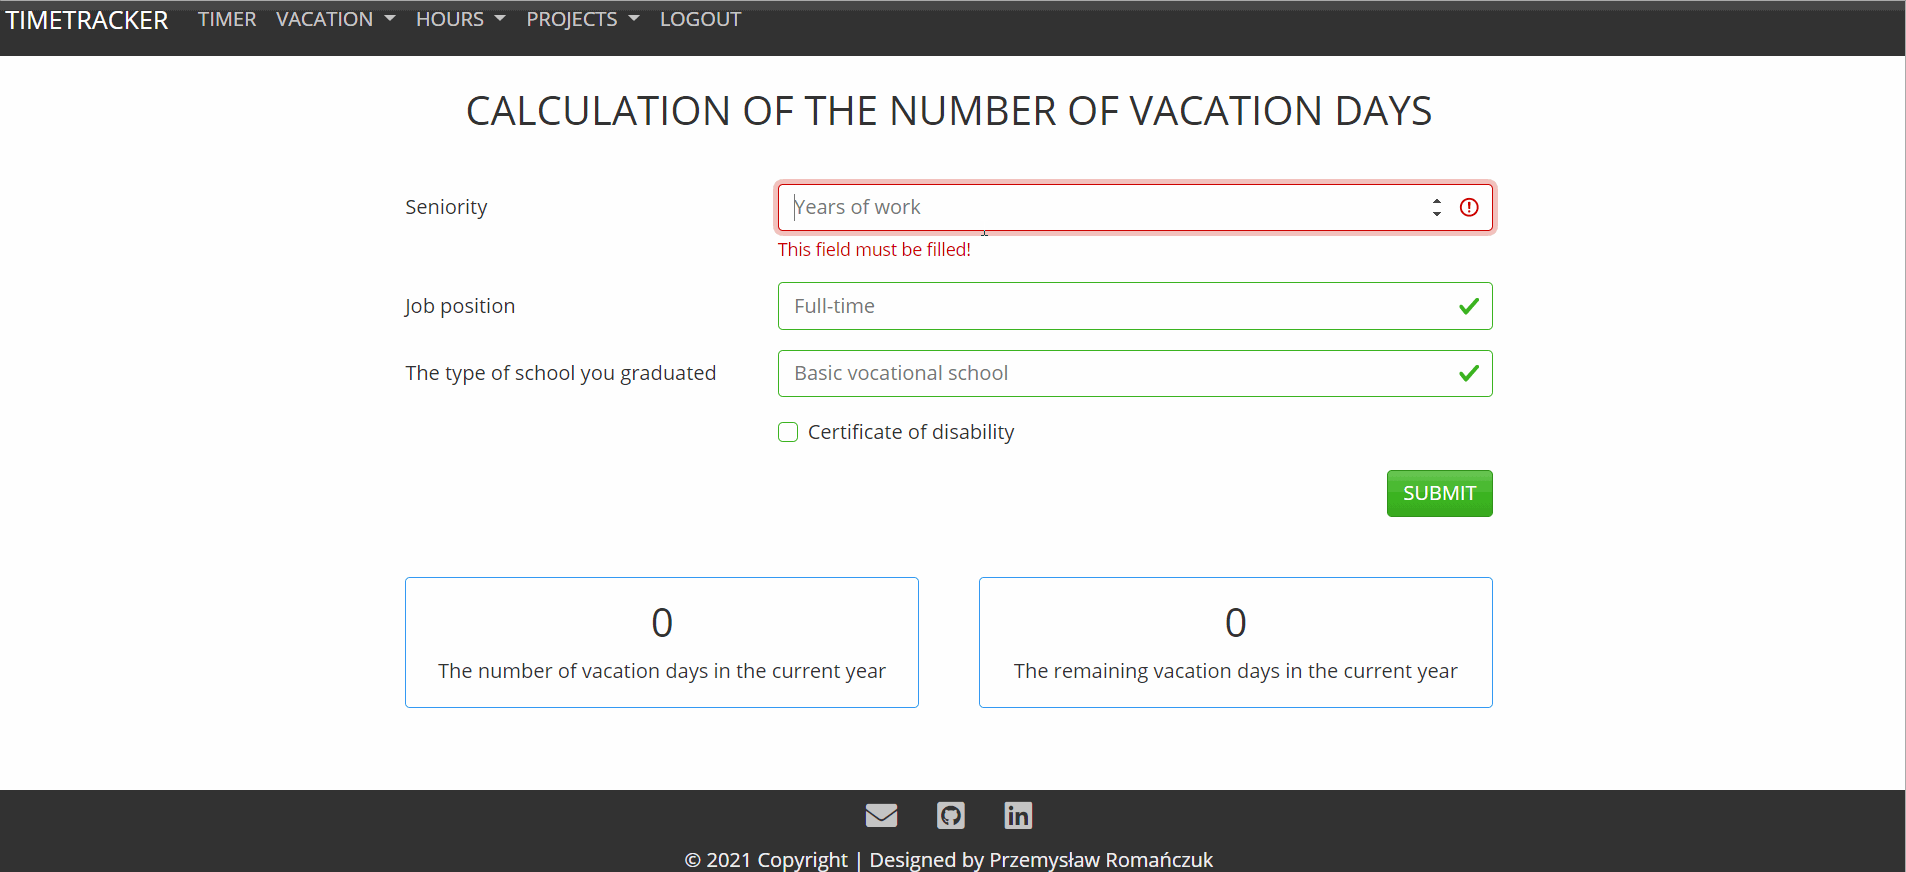 TIMETRACKER TIMER VACATION HOURS PROJECTS LOGOUT
CALCULATION OF THE NUMBER OF VACATION DAYS
Seniority Years of work
This field must be filled!
Job position Full-time
The type of school you graduated Basic vocational school
Certificate of disability
SUBMIT
0 0
The number of vacation days in the current year The remaining vacation days in the current year
© 2021 Copyright | Designed by Przemysław Romańczuk